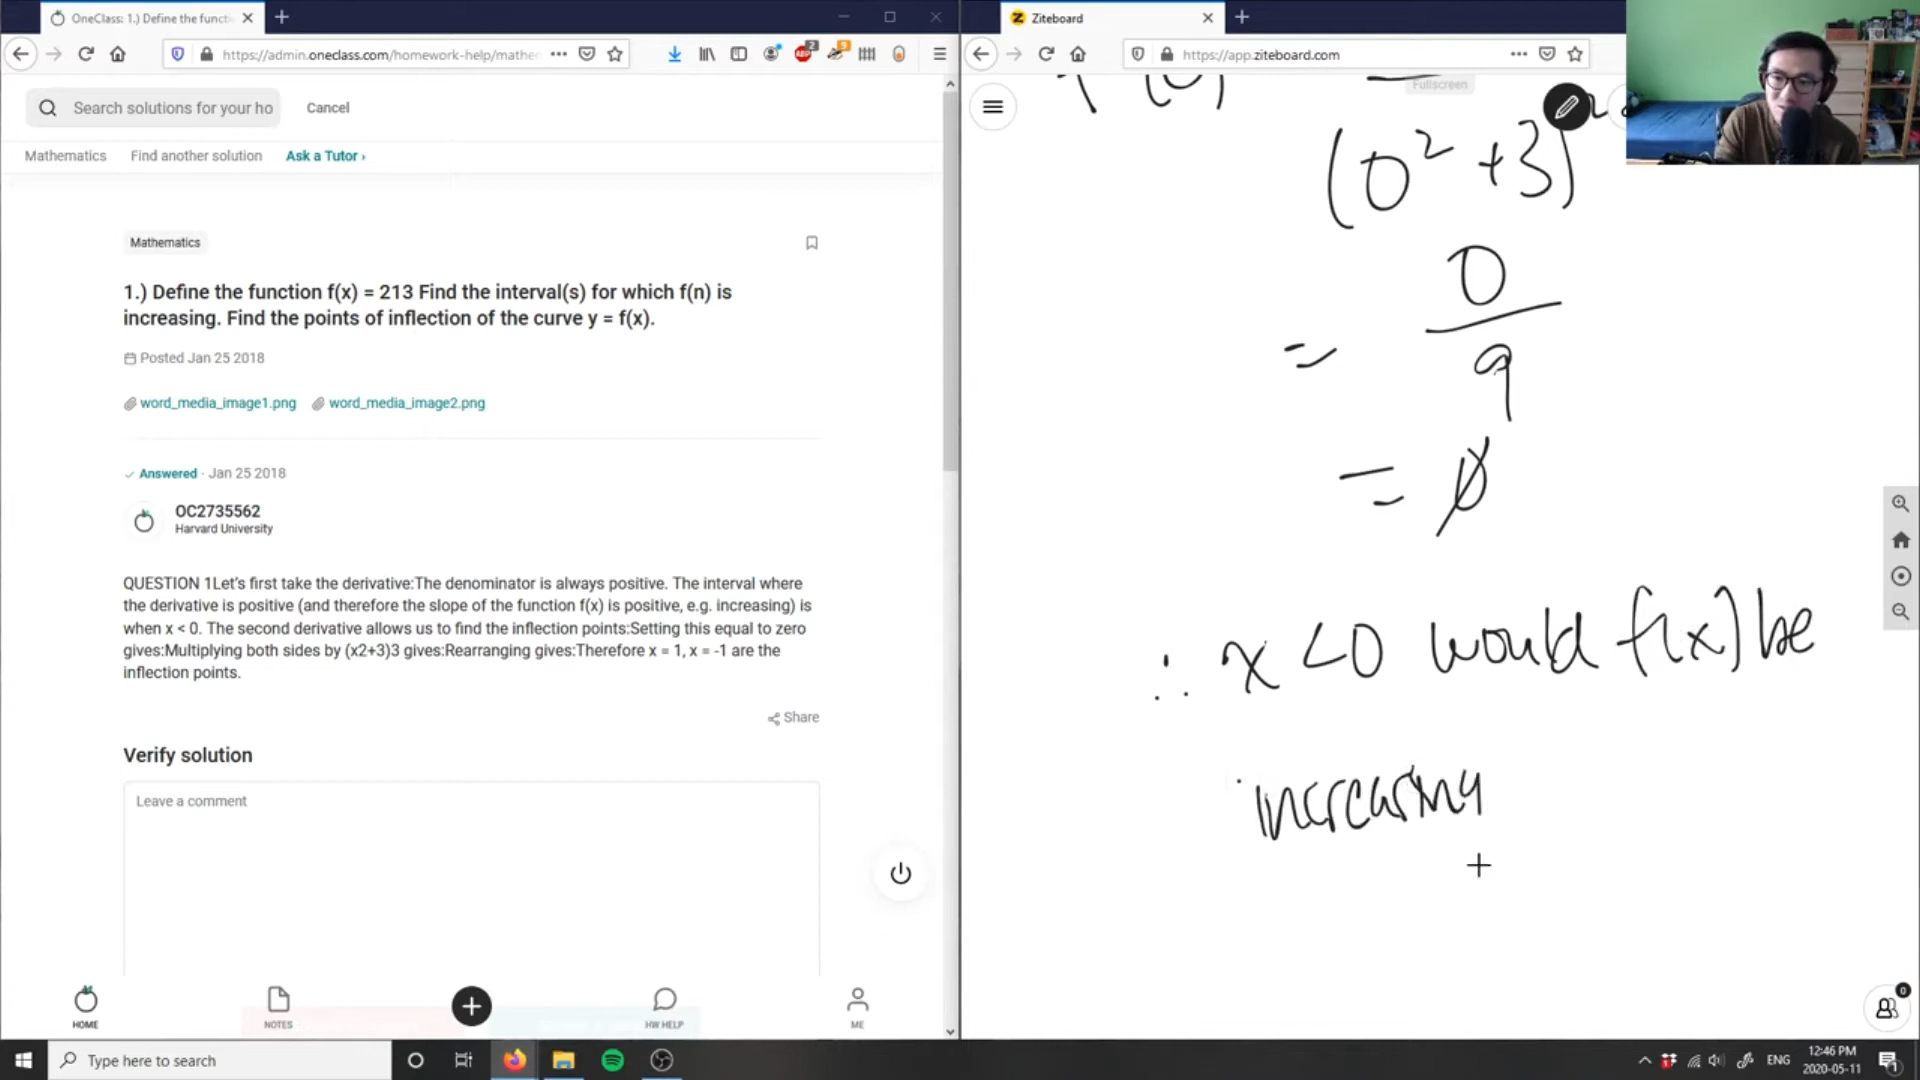 OneClass: 1.) Define the functi
https://admin.oneclass.com/homework-help/mathe
2
9
Search solutions for your ho
Cancel
Mathematics
Find another solution
Ask a Tutor ›
Mathematics
1.) Define the function f(x) = 213 Find the interval(s) for which f(n) is
increasing. Find the points of inflection of the curve y = f(x).
Posted Jan 25 2018
word_media_image1.png
word_media_image2.png
Answered · Jan 25 2018
OC2735562
Harvard University
QUESTION 1Let's first take the derivative:The denominator is always positive. The interval where
the derivative is positive (and therefore the slope of the function f(x) is positive, e.g. increasing) is
when x < 0. The second derivative allows us to find the inflection points:Setting this equal to zero
gives:Multiplying both sides by (x2+3)3 gives:Rearranging gives:Therefore x = 1, x = -1 are the
inflection points.
Share
Verify solution
Leave a comment
HOME
NOTES
HW HELP
ME
Ziteboard
https://app.ziteboard.com
Fullscreen
(0² +3)²
0
= 9
= 0
∴ x <0 would f(x) be
increasing
0
Type here to search
ENG
12:46 PM
2020-05-11
1